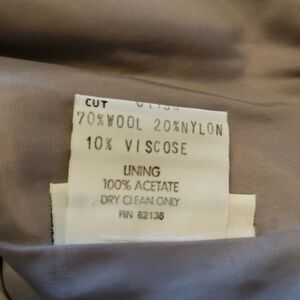 CUT
70%WOOL 20%NYLON
10% VISCOSE
LINING
100% ACETATE
DRY CLEAN ONLY
RN 62136